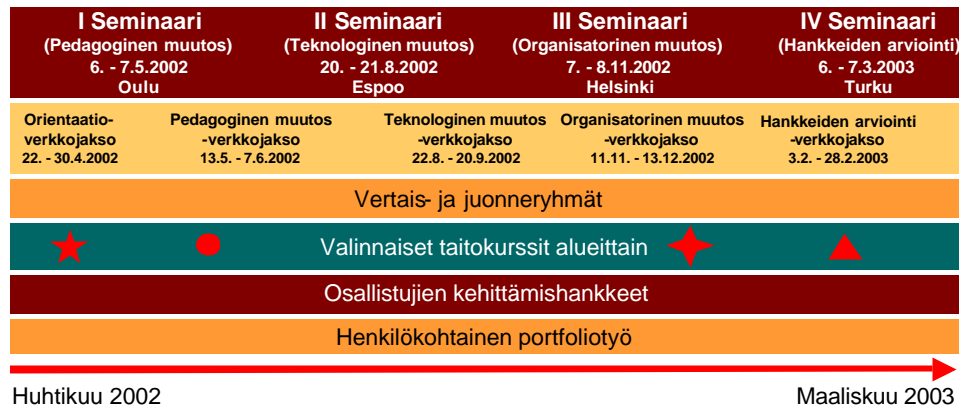 I Seminaari
(Pedagoginen muutos)
6. - 7.5.2002
Oulu
II Seminaari
(Teknologinen muutos)
20. - 21.8.2002
Espoo
III Seminaari
(Organisatorinen muutos)
7. - 8.11.2002
Helsinki
IV Seminaari
(Hankkeiden arviointi)
6. - 7.3.2003
Turku
Orientaatio-
verkkojakso
22. - 30.4.2002
Pedagoginen muutos
-verkkojakso
13.5. - 7.6.2002
Teknologinen muutos
-verkkojakso
22.8. - 20.9.2002
Organisatorinen muutos
-verkkojakso
11.11. - 13.12.2002
Hankkeiden arviointi
-verkkojakso
3.2. - 28.2.2003
Vertais- ja juonneryhmät
Valinnaiset taitokurssit alueittain
Osallistujien kehittämishankkeet
Henkilökohtainen portfoliotyö
Huhtikuu 2002
Maaliskuu 2003